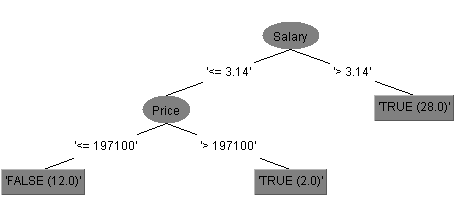 Salary
'<= 3.14' '> 3.14'
Price 'TRUE (28.0)'
'<= 197100' '> 197100'
'FALSE (12.0)' 'TRUE (2.0)'